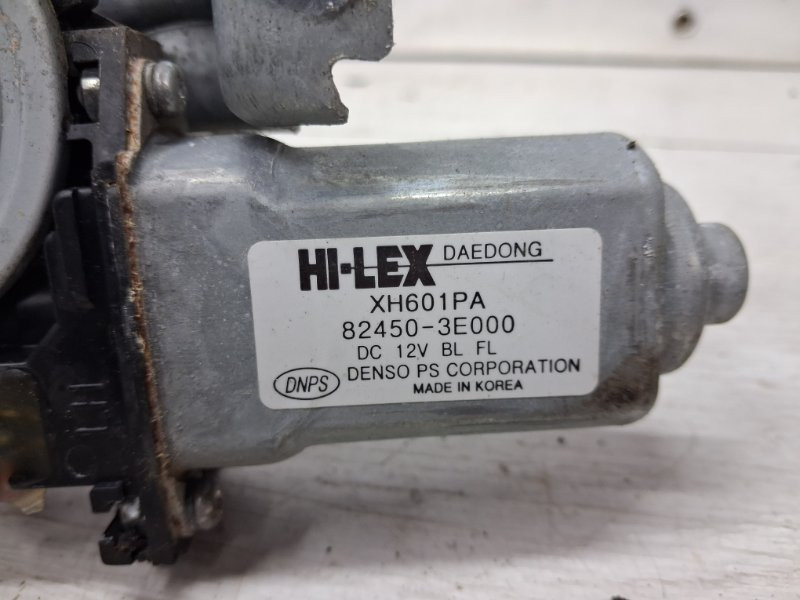 HI-LEX DAEDONG
XH601PA
82450-3E000
DC 12V BL FL
DNPS DENSO PS CORPORATION
MADE IN KOREA